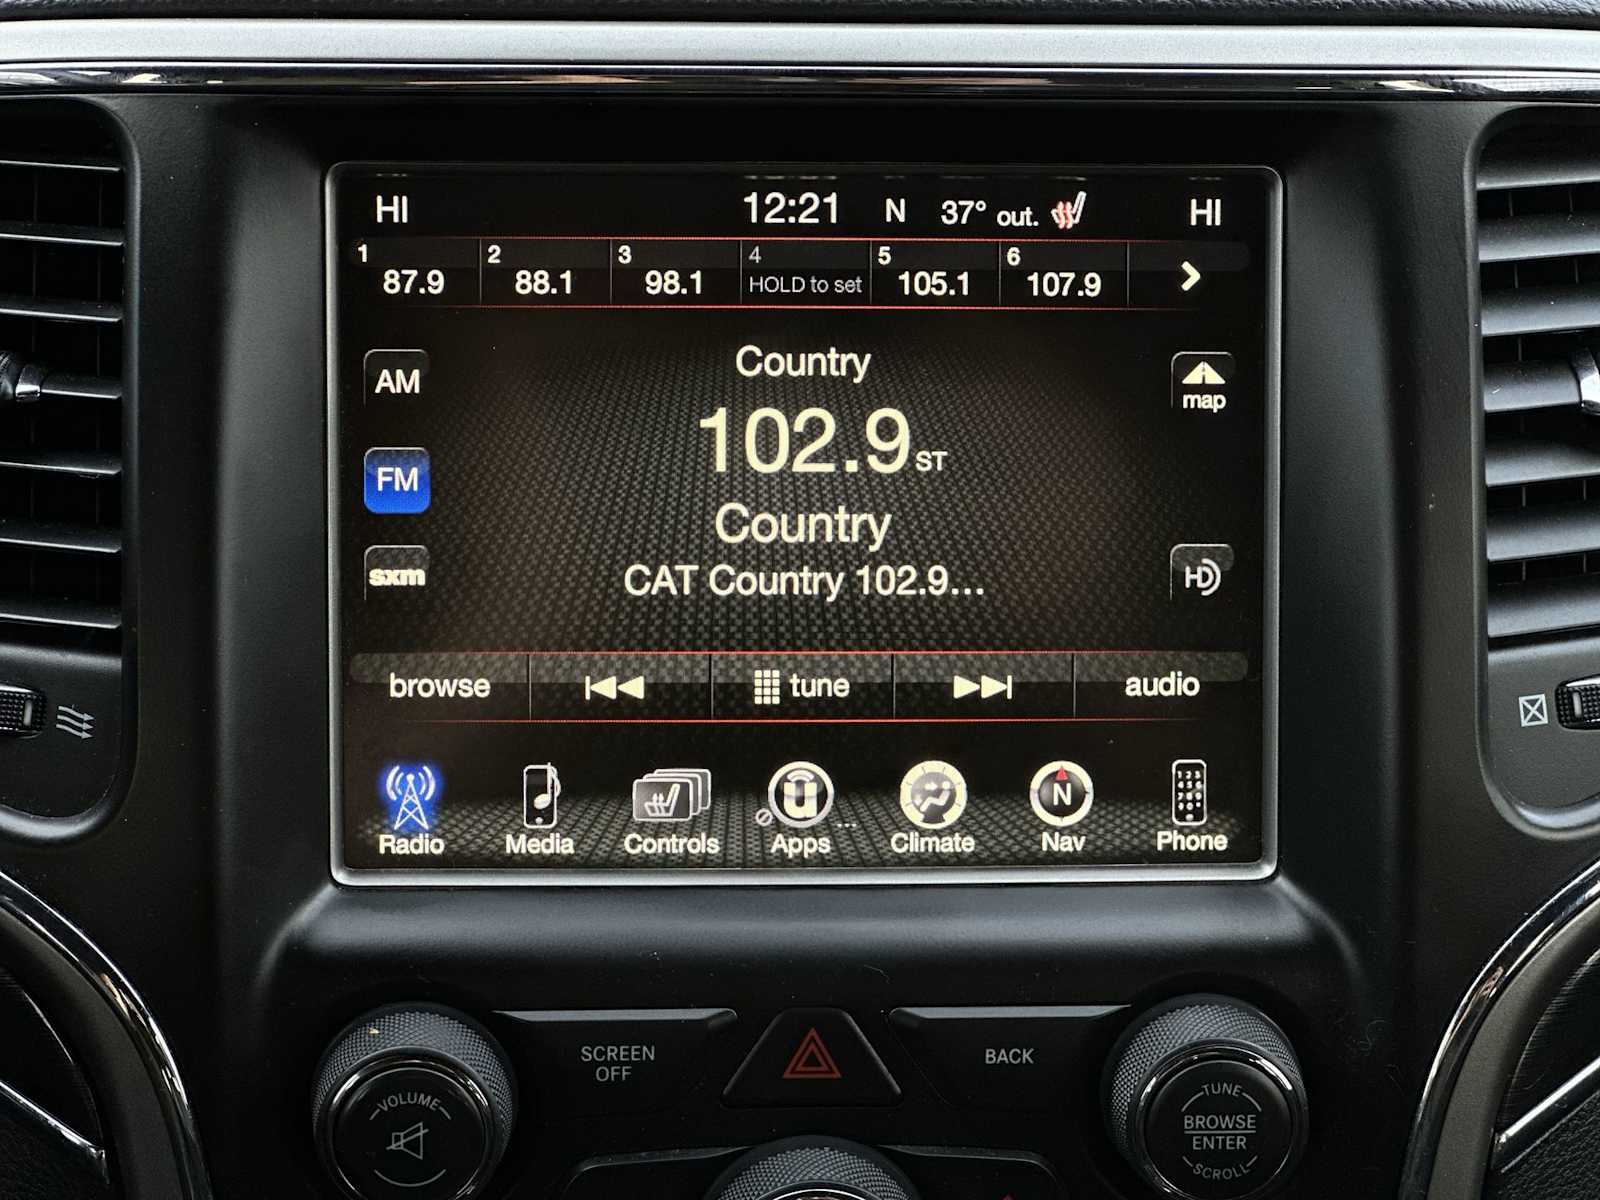 HI 12:21 N 37° out. HI
1 2 3 4 5 6
87.9 88.1 98.1 HOLD to set 105.1 107.9
Country
AM map
102.9 ST
FM
Country
sxm CAT Country 102.9... HD
browse tune audio
N
Radio Media Controls Apps Climate Nav Phone
SCREEN
OFF
BACK
VOLUME
TUNE
BROWSE
ENTER
SCROLL